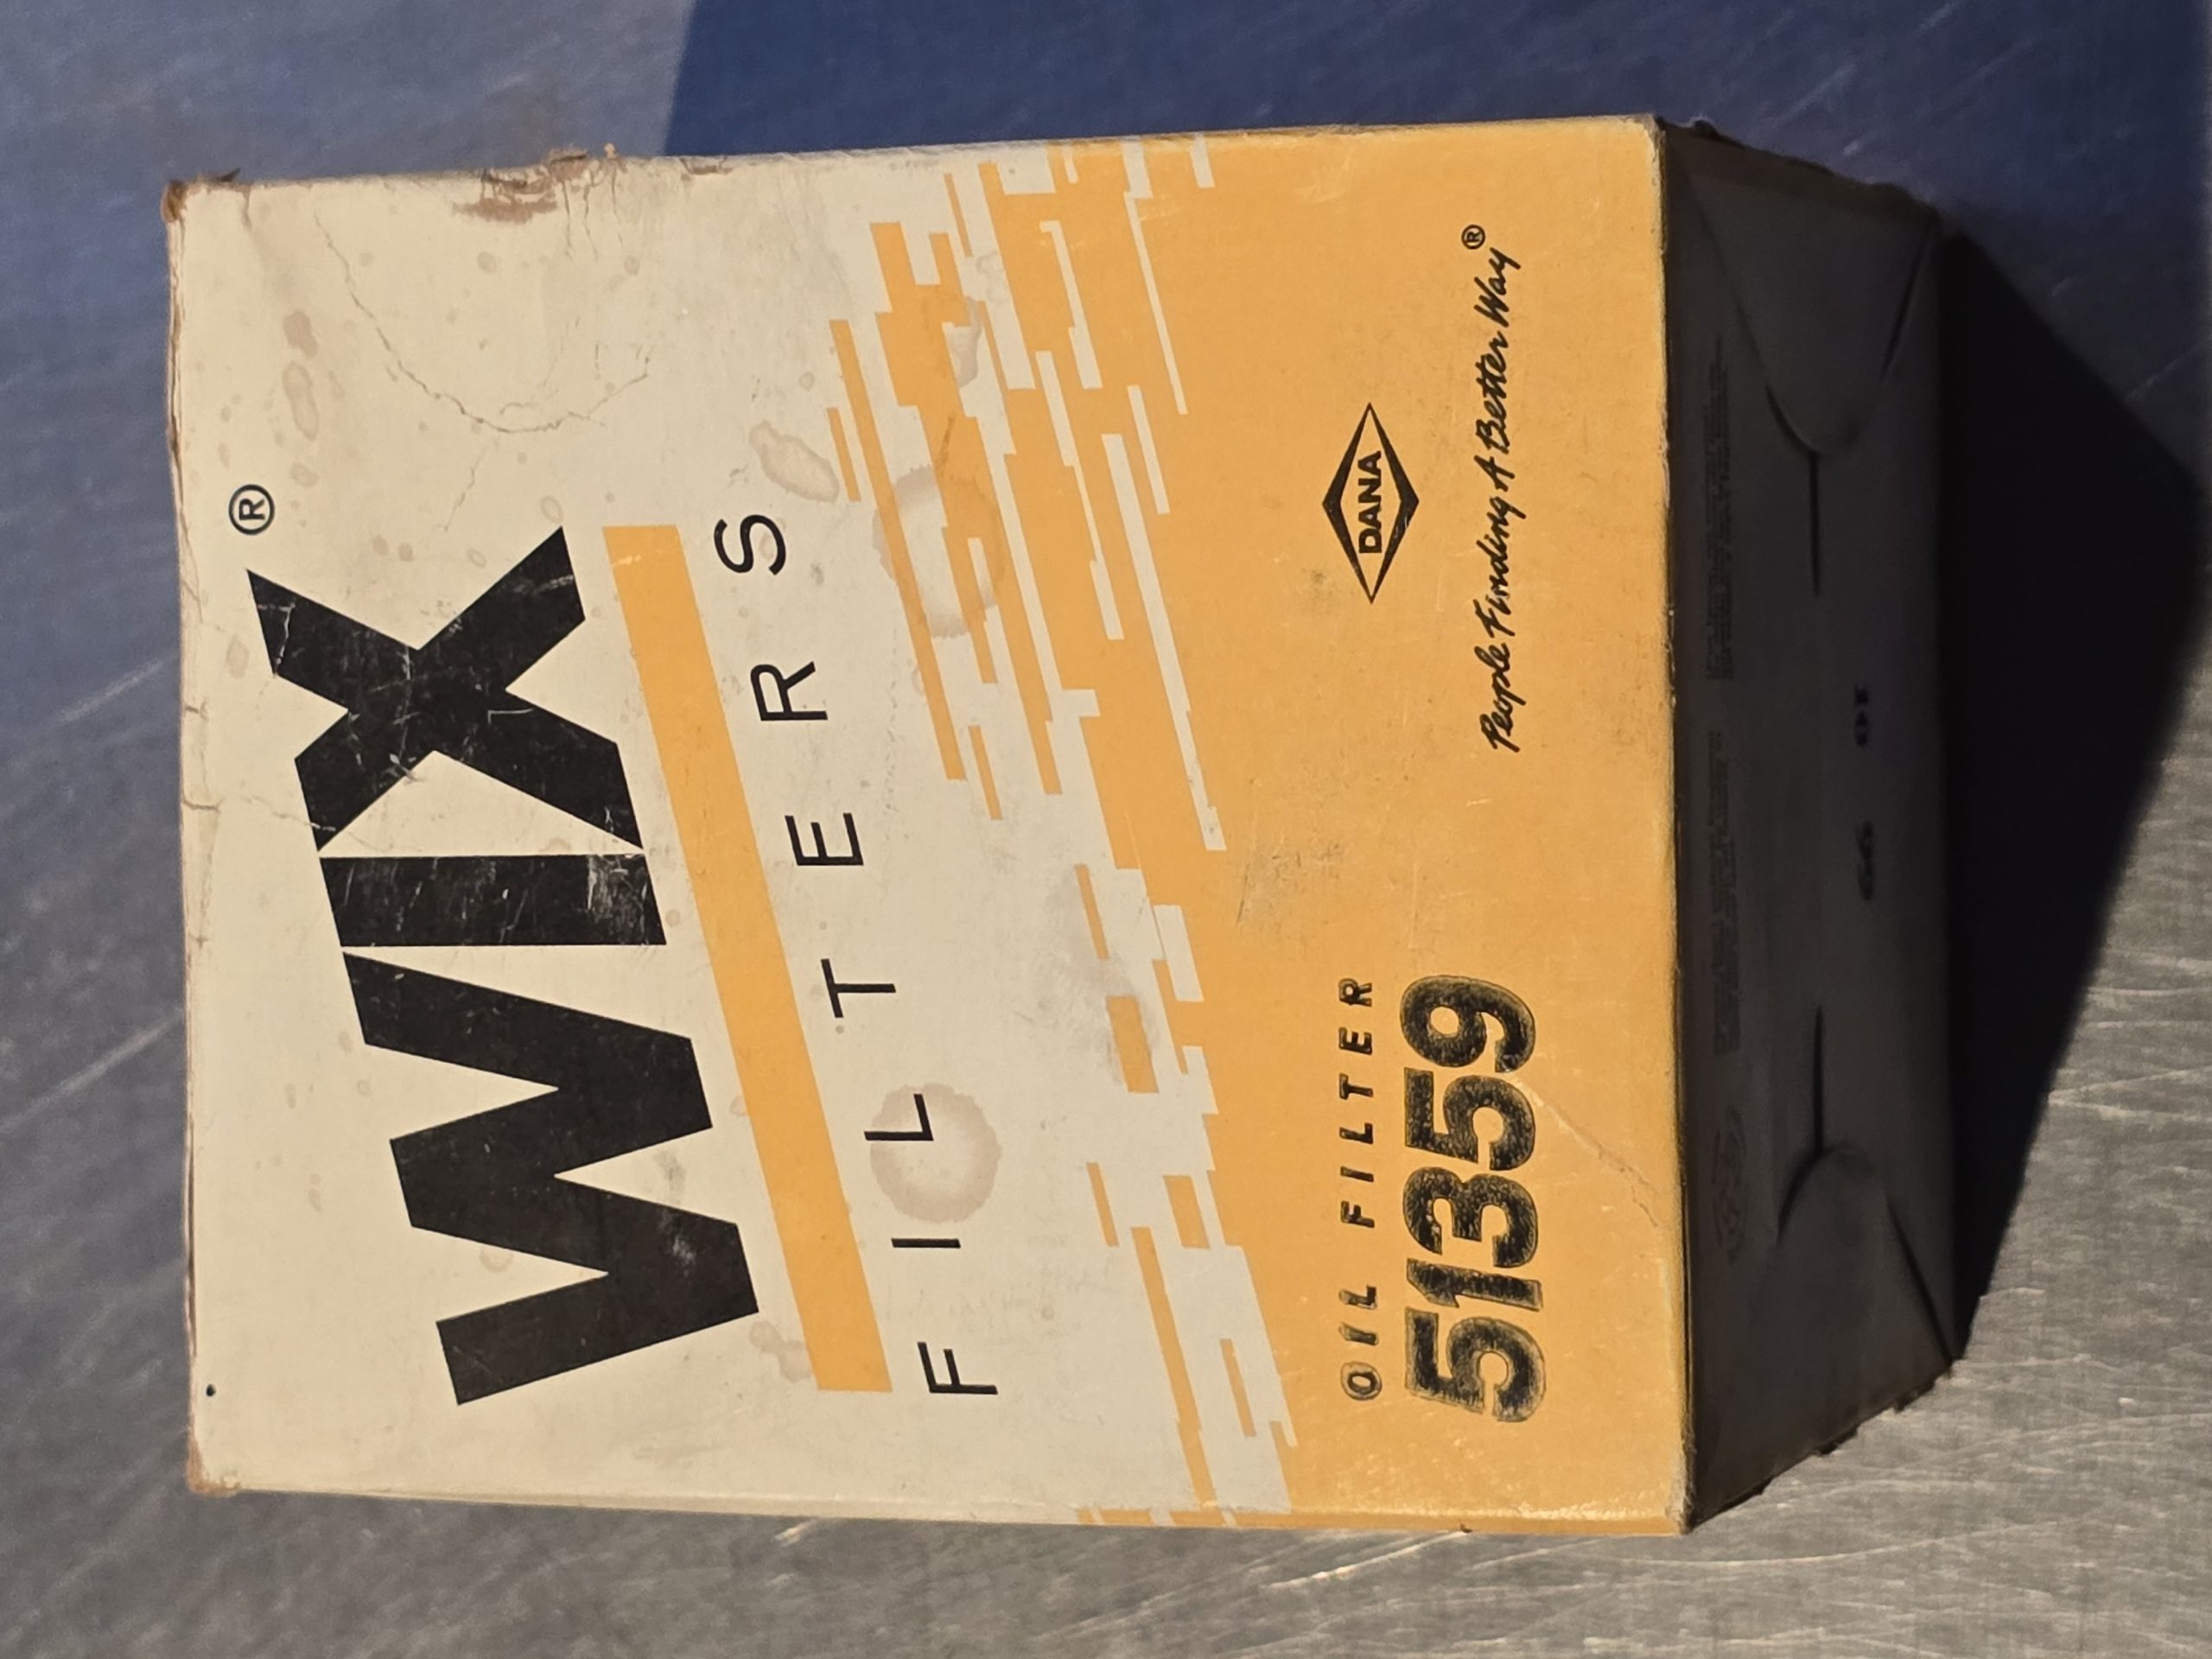 WIX®
FILTERS
OIL FILTER
51359
DANA
People Finding A Better Way®